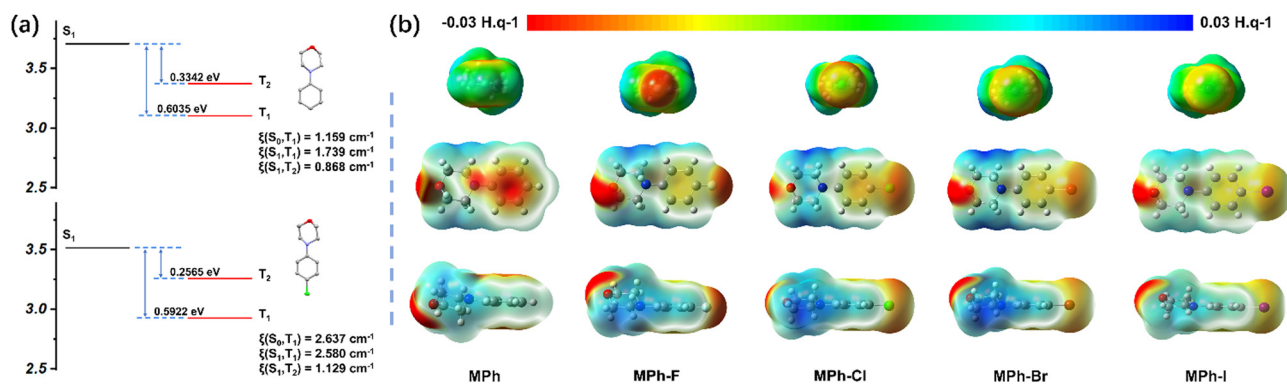 (a)
S₁
3.5
3.0
2.5
0.3342 eV
T₂
0.6035 eV
T₁
ξ(S₀,T₁) = 1.159 cm⁻¹
ξ(S₁,T₁) = 1.739 cm⁻¹
ξ(S₁,T₂) = 0.868 cm⁻¹
S₁
3.5
3.0
2.5
0.2565 eV
T₂
0.5922 eV
T₁
ξ(S₀,T₁) = 2.637 cm⁻¹
ξ(S₁,T₁) = 2.580 cm⁻¹
ξ(S₁,T₂) = 1.129 cm⁻¹
(b)
-0.03 H.q-1
0.03 H.q-1
MPh
MPh-F
MPh-Cl
MPh-Br
MPh-I